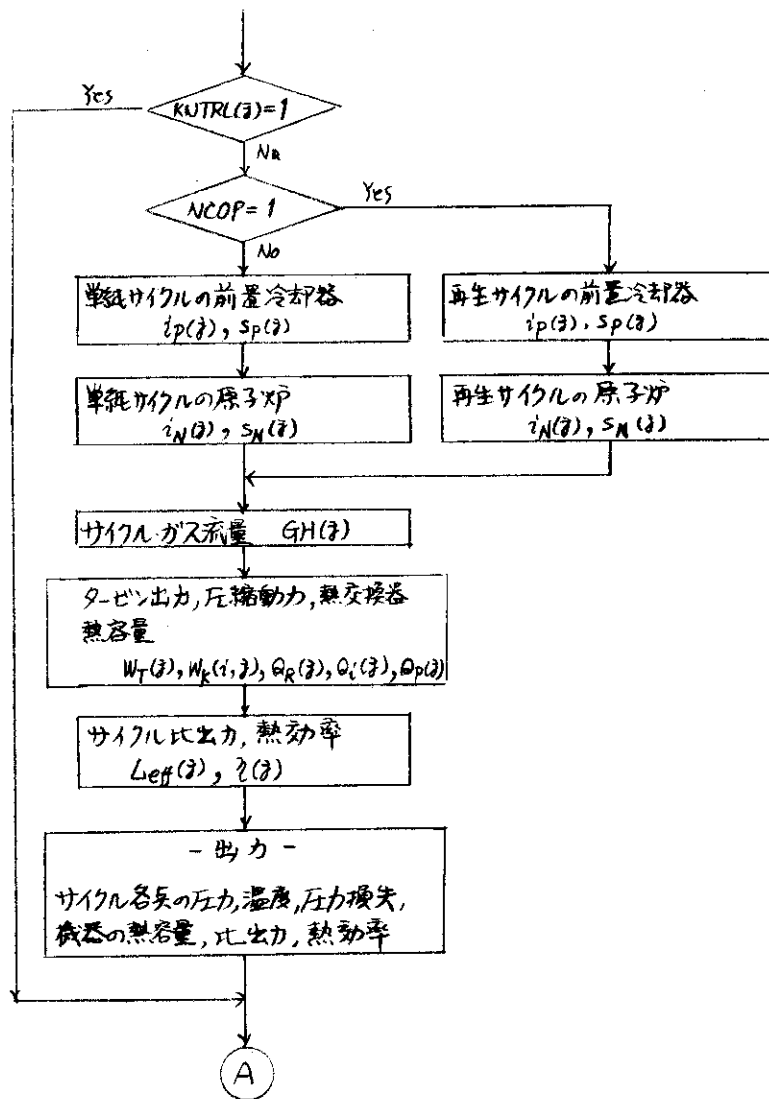 Yes
KNTRL(j)=1
No
NCOP=1
Yes
No
単純サイクルの前置冷却器
iP(j), SP(j)
再生サイクルの前置冷却器
iP(j), SP(j)
単純サイクルの原子炉
iN(j), SN(j)
再生サイクルの原子炉
iN(j), SN(j)
サイクル・ガス流量 GH(j)
タービン出力, 圧縮動力, 熱交換器
熱容量
WT(j), WK(i,j), QR(j), Qi(j), QP(j)
サイクル比出力, 熱効率
Leff(j), η(j)
- 出力 -
サイクル各点の圧力, 温度, 圧力損失,
機器の熱容量, 比出力, 熱効率
A